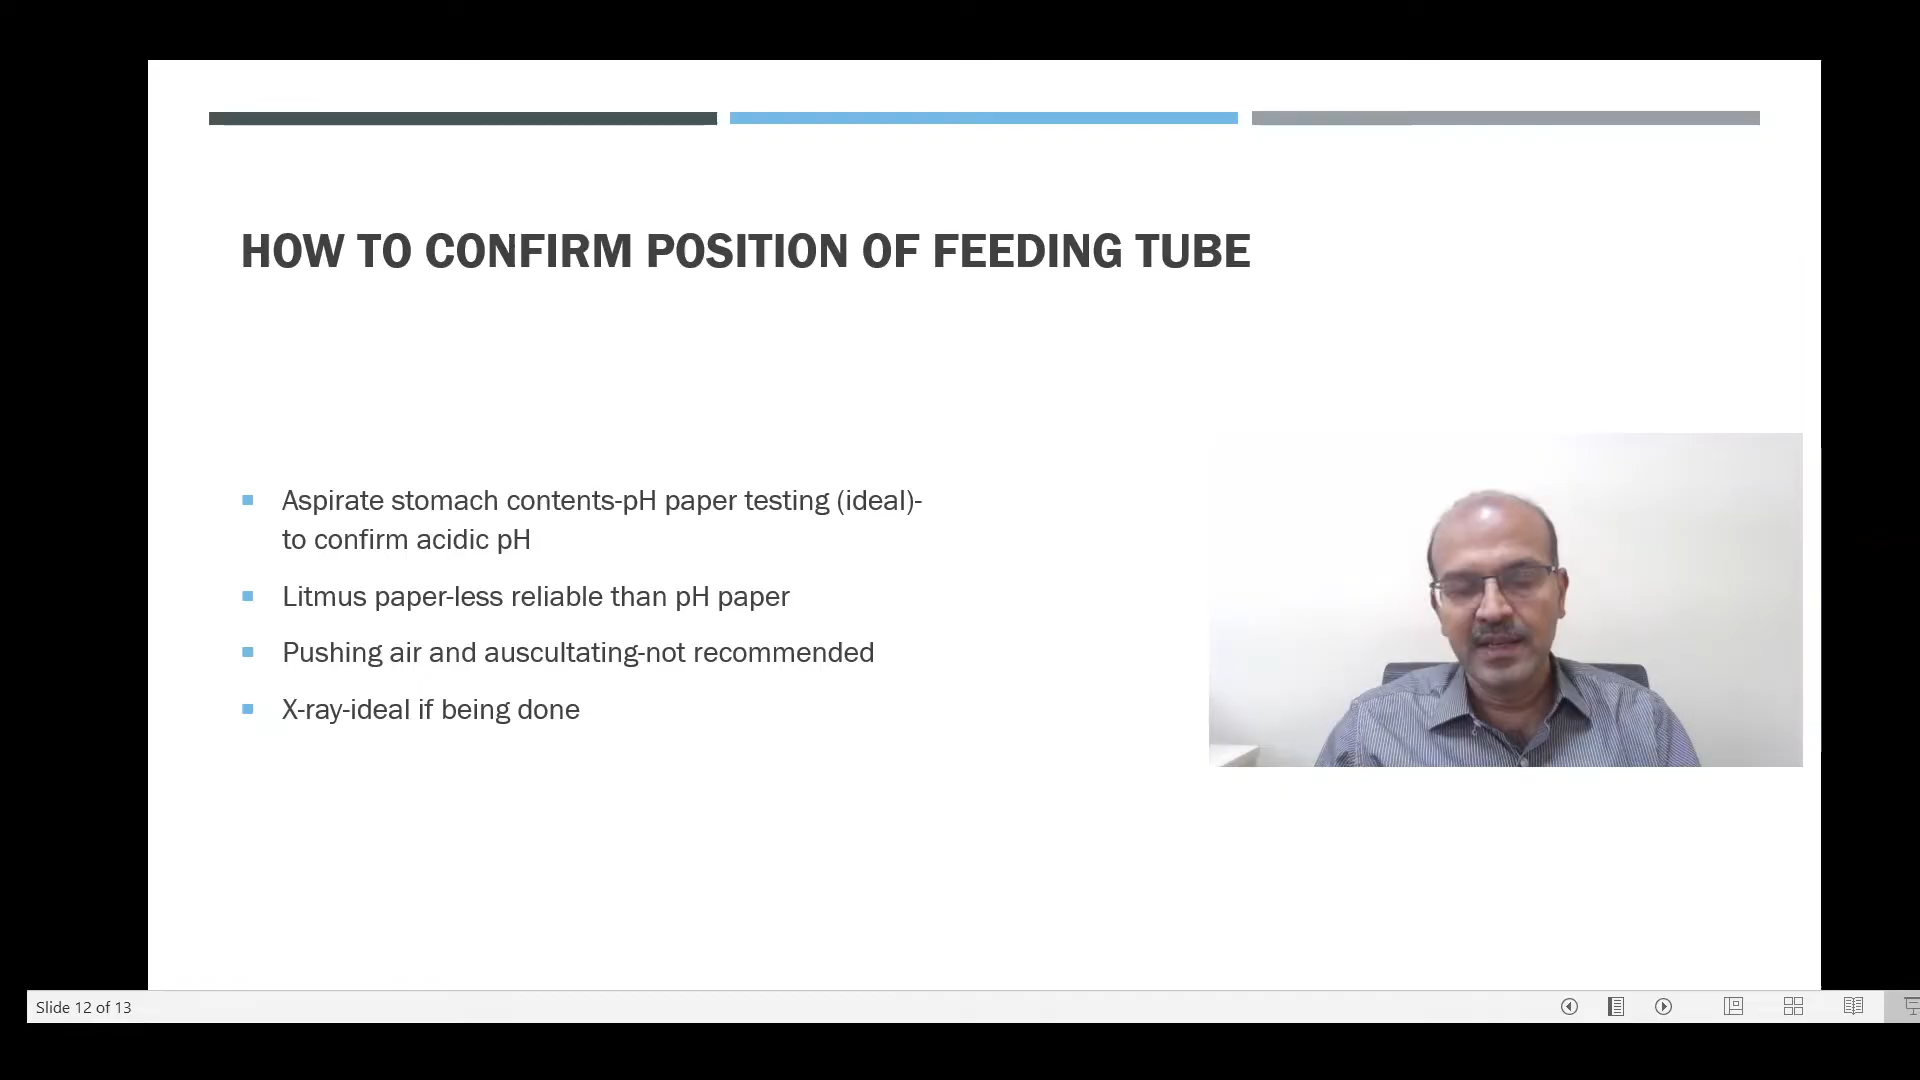 HOW TO CONFIRM POSITION OF FEEDING TUBE
Aspirate stomach contents-pH paper testing (ideal)-
to confirm acidic pH
Litmus paper-less reliable than pH paper
Pushing air and auscultating-not recommended
X-ray-ideal if being done
Slide 12 of 13